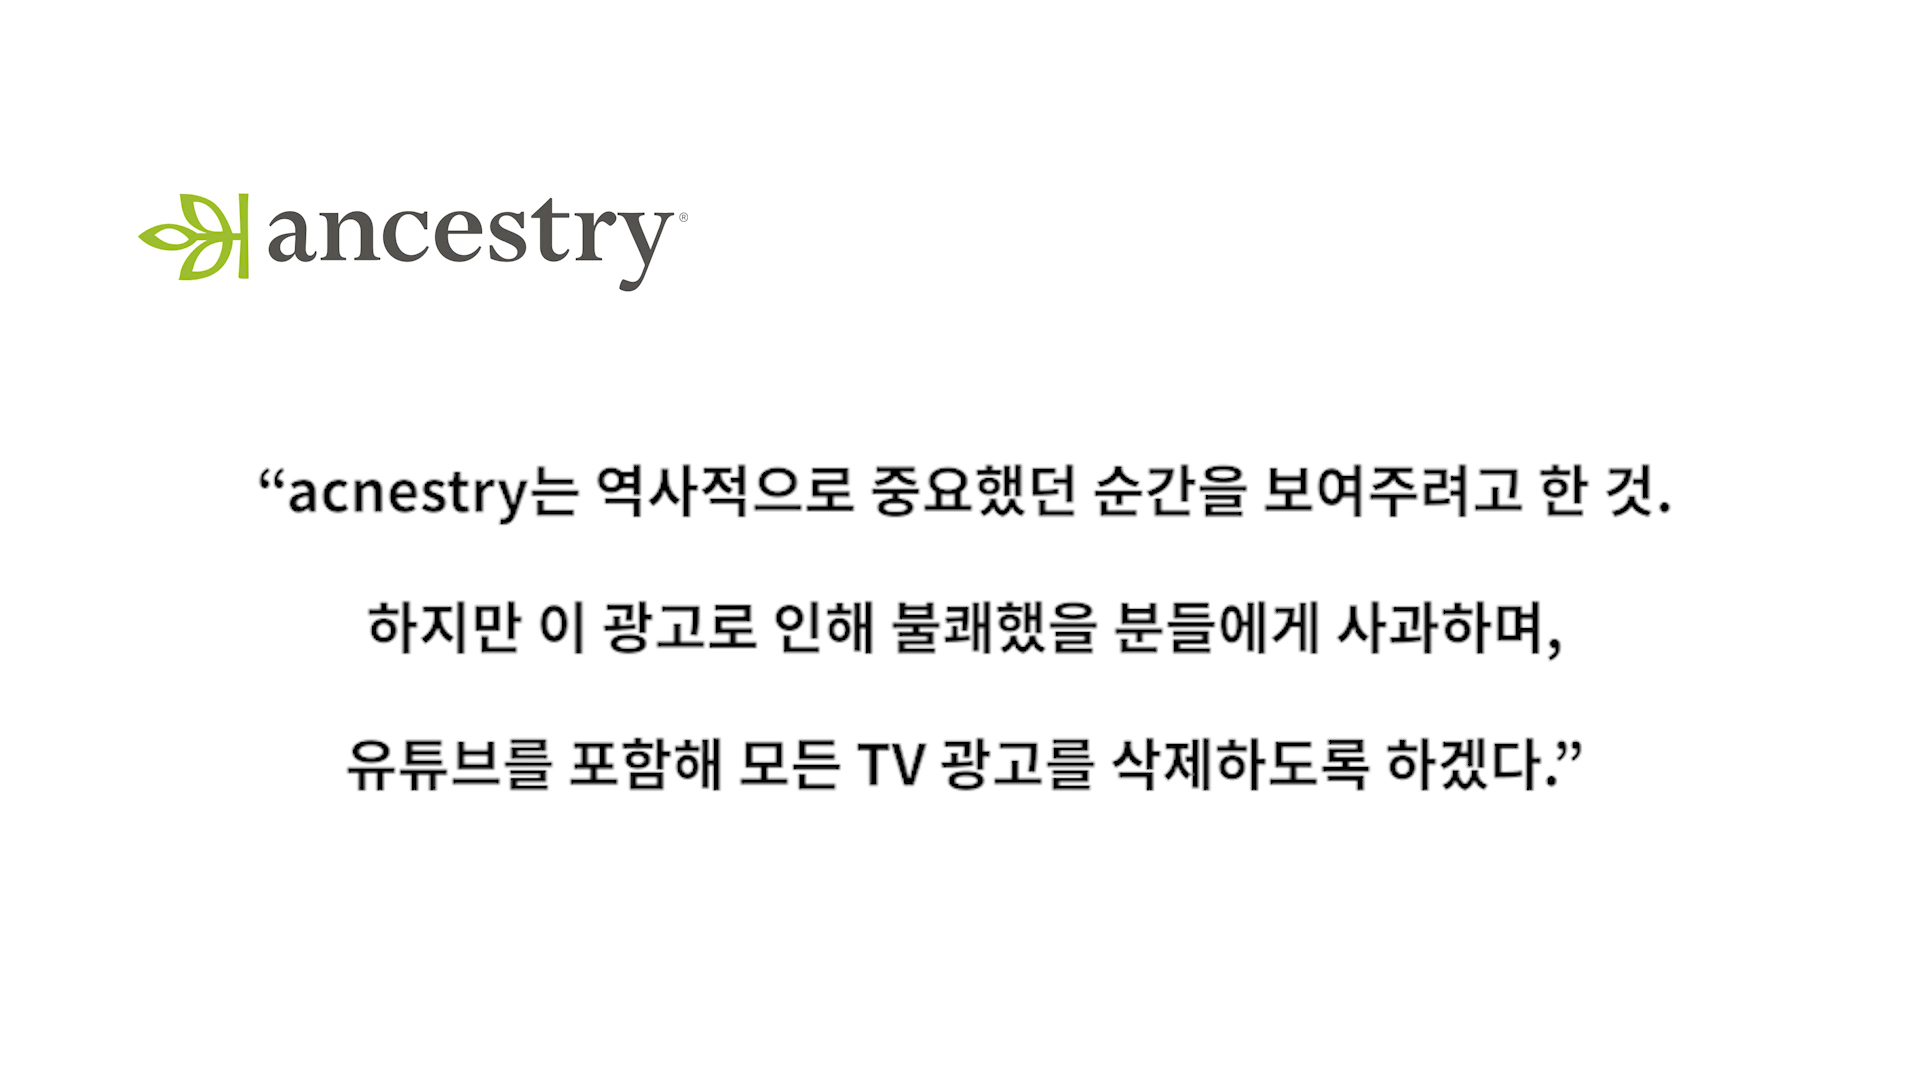 ancestry®
“acnestry는 역사적으로 중요했던 순간을 보여주려고 한 것.
하지만 이 광고로 인해 불쾌했을 분들에게 사과하며,
유튜브를 포함해 모든 TV 광고를 삭제하도록 하겠다.”